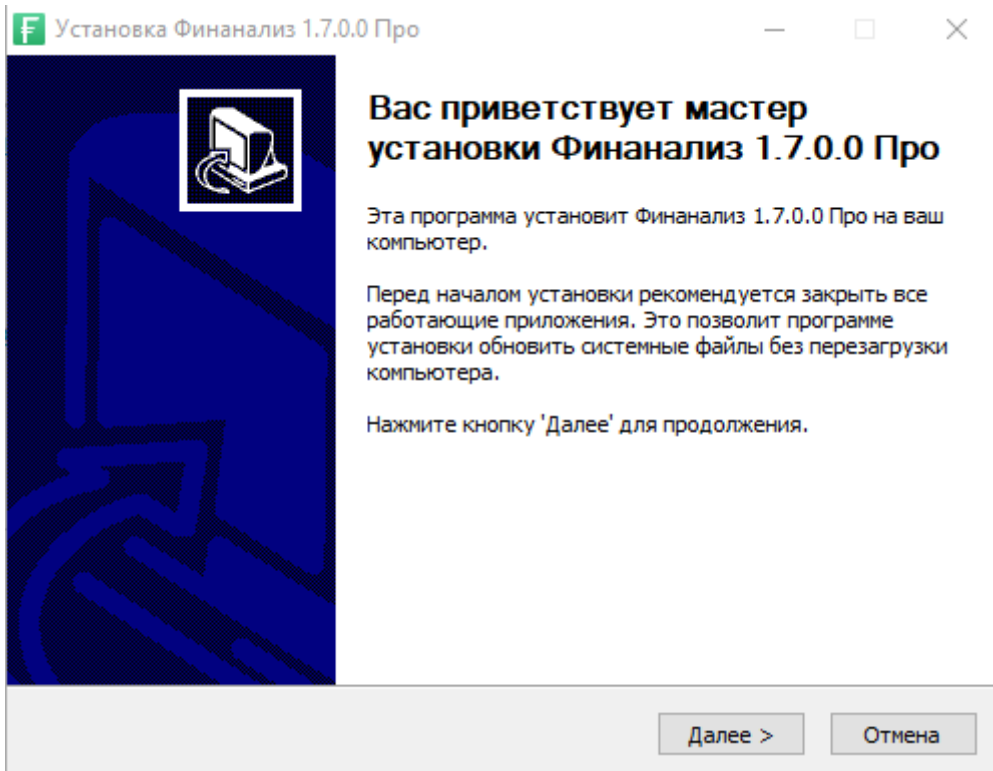 Установка Финанализ 1.7.0.0 Про
Вас приветствует мастер
установки Финанализ 1.7.0.0 Про
Эта программа установит Финанализ 1.7.0.0 Про на ваш
компьютер.
Перед началом установки рекомендуется закрыть все
работающие приложения. Это позволит программе
установки обновить системные файлы без перезагрузки
компьютера.
Нажмите кнопку 'Далее' для продолжения.
Далее >
Отмена